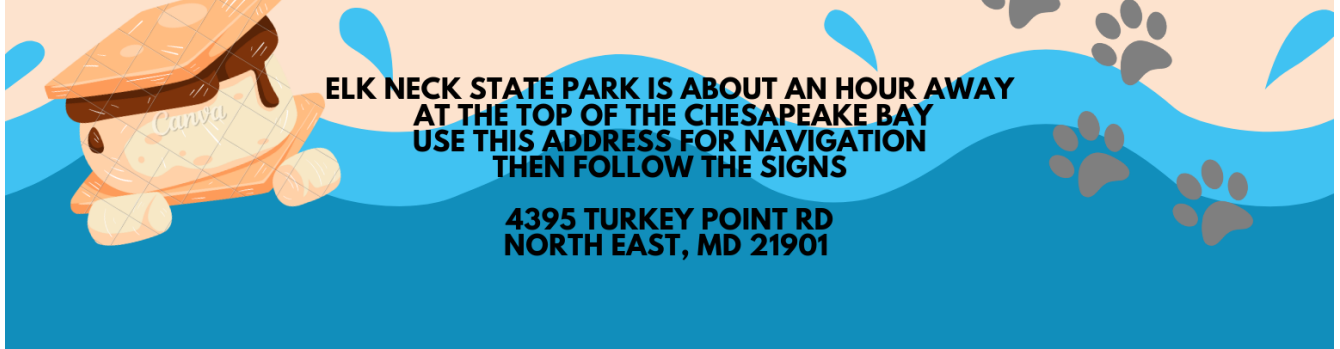 Canva
ELK NECK STATE PARK IS ABOUT AN HOUR AWAY
AT THE TOP OF THE CHESAPEAKE BAY
USE THIS ADDRESS FOR NAVIGATION
THEN FOLLOW THE SIGNS
4395 TURKEY POINT RD
NORTH EAST, MD 21901